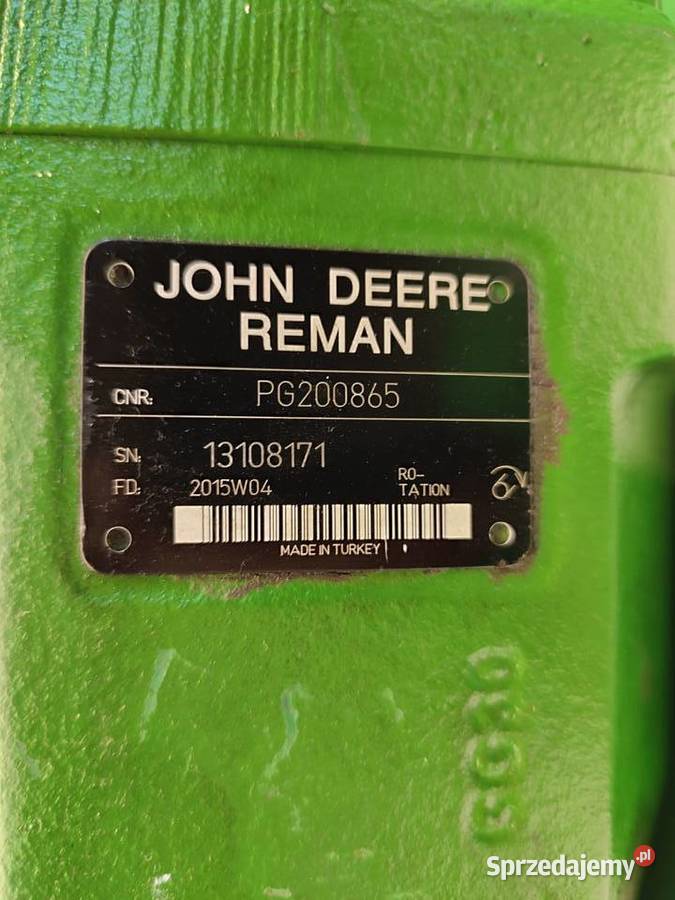 JOHN DEERE
REMAN
CNR: PG200865
SN: 13108171
FD: 2015W04
RO-
TATION
MADE IN TURKEY
Sprzedajemy.pl